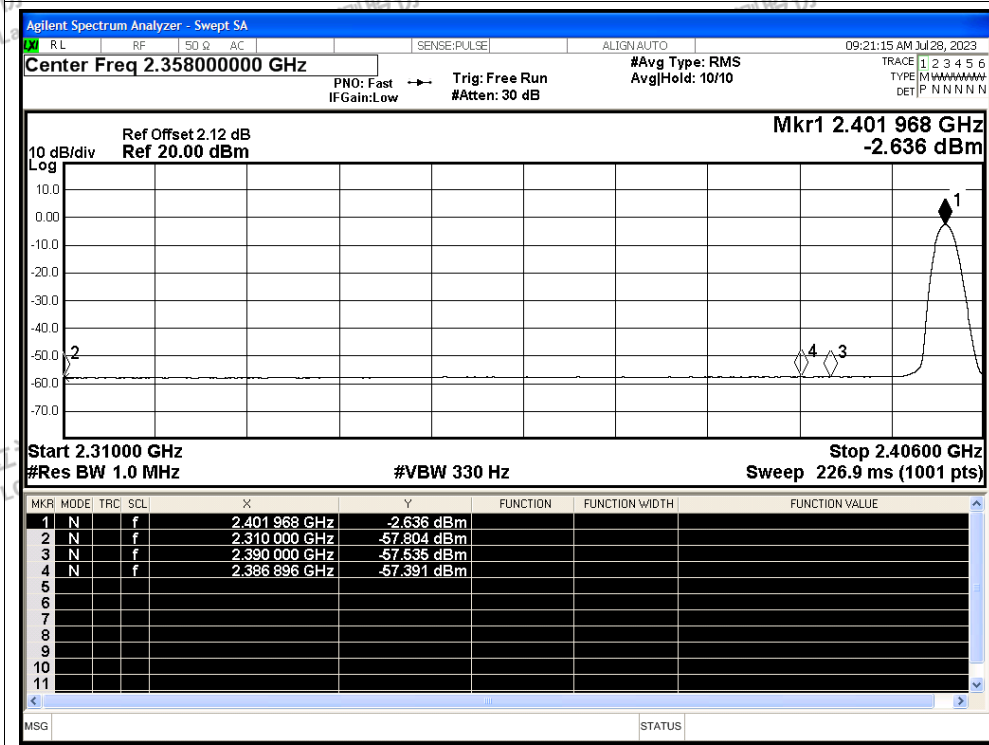 Agilent Spectrum Analyzer - Swept SA
LXI RL RF 50 Ω AC SENSE:PULSE ALIGN AUTO 09:21:15 AM Jul 28, 2023
Center Freq 2.358000000 GHz
PNO: Fast
IFGain:Low
Trig: Free Run
#Atten: 30 dB
#Avg Type: RMS
Avg|Hold: 10/10
TRACE 1 2 3 4 5 6
TYPE M
DET P N N N N N
Mkr1 2.401 968 GHz
-2.636 dBm
Ref Offset 2.12 dB
10 dB/div Ref 20.00 dBm
Log
10.0
0.00
-10.0
-20.0
-30.0
-40.0
-50.0
-60.0
-70.0
1
2
4 3
Start 2.31000 GHz Stop 2.40600 GHz
#Res BW 1.0 MHz #VBW 330 Hz Sweep 226.9 ms (1001 pts)
MKR MODE TRC SCL X Y FUNCTION FUNCTION WIDTH FUNCTION VALUE
1 N f 2.401 968 GHz -2.636 dBm
2 N f 2.310 000 GHz -57.804 dBm
3 N f 2.390 000 GHz -57.535 dBm
4 N f 2.386 896 GHz -57.391 dBm
5
6
7
8
9
10
11
MSG STATUS